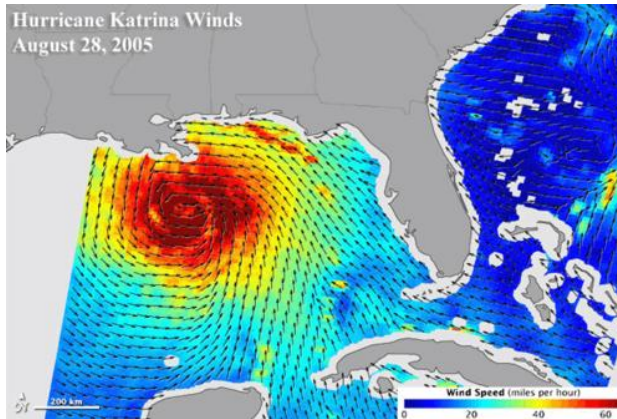 Hurricane Katrina Winds
August 28, 2005
200 km
Wind Speed (miles per hour)
0 20 40 60